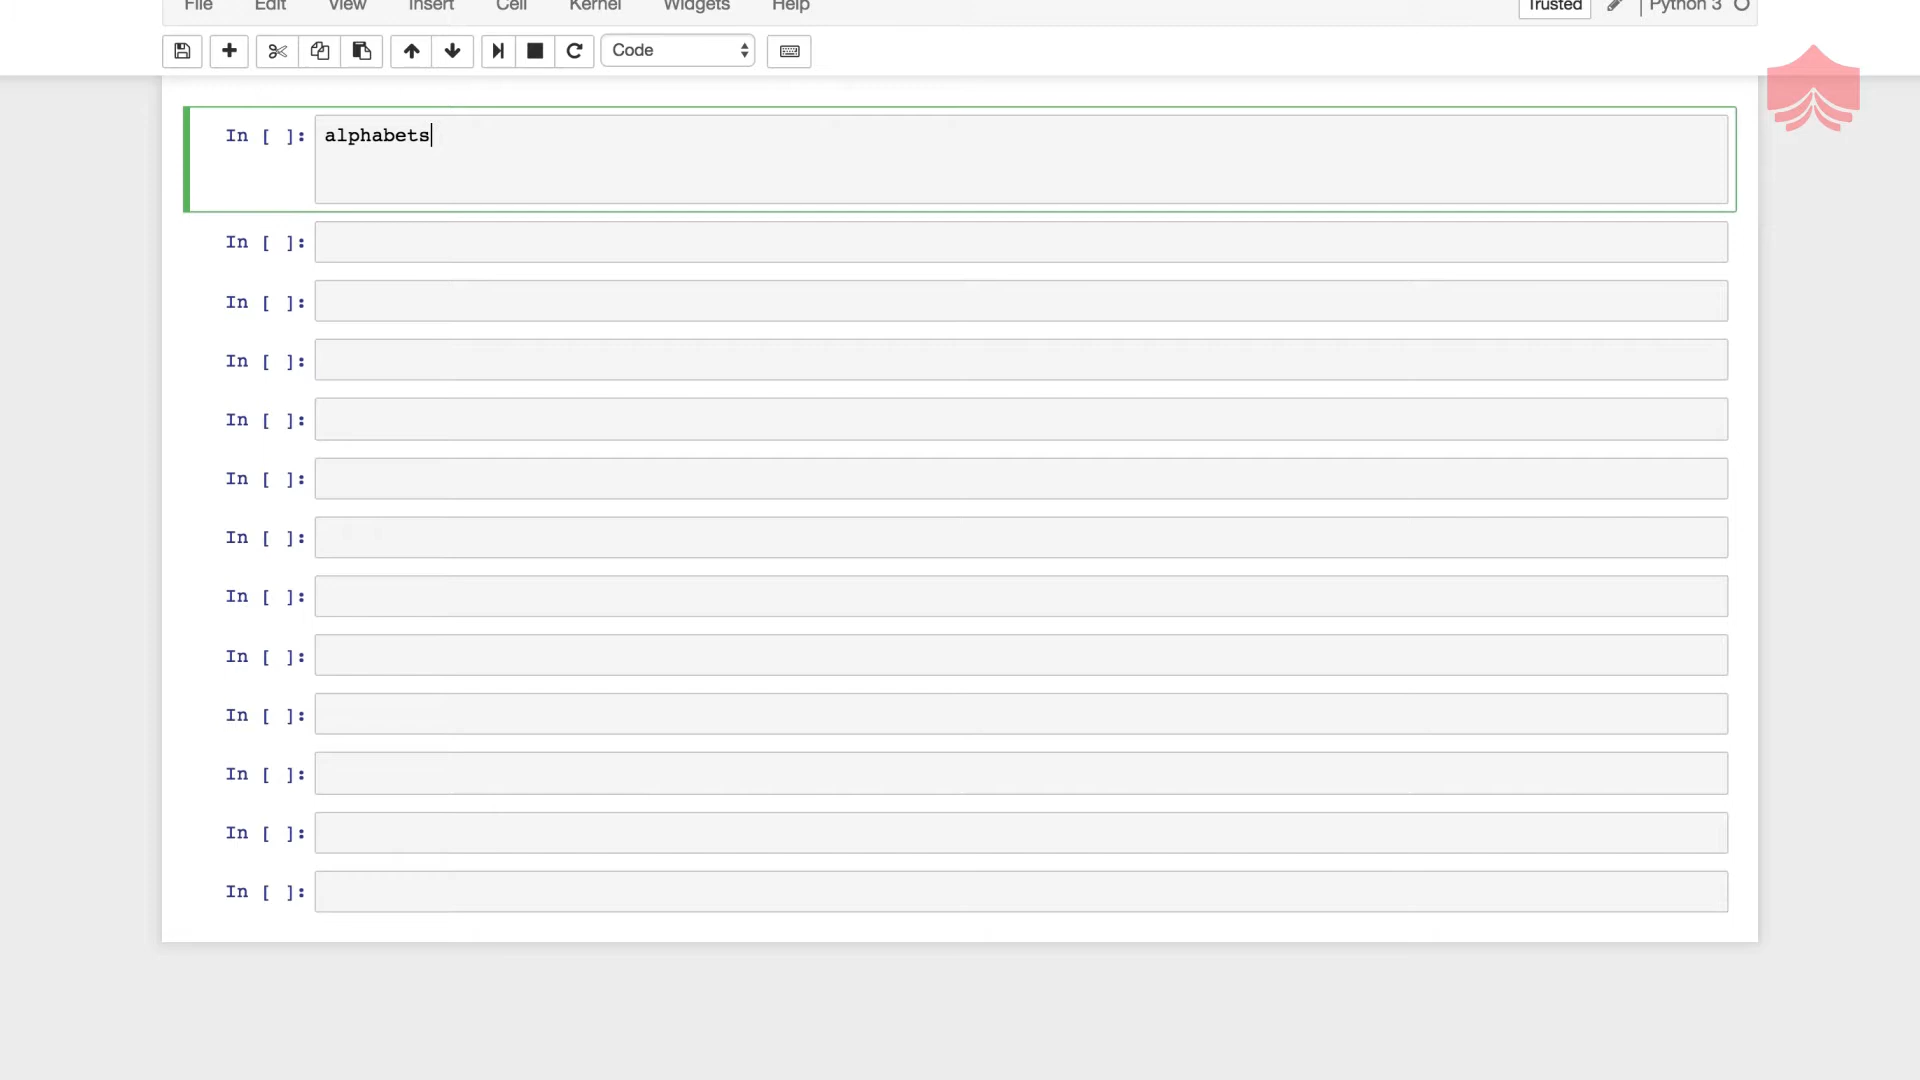 File Edit View Insert Cell Kernel Widgets Help Trusted Python 3
Code
In [ ]: alphabets
In [ ]:
In [ ]:
In [ ]:
In [ ]:
In [ ]:
In [ ]:
In [ ]:
In [ ]:
In [ ]:
In [ ]:
In [ ]:
In [ ]: